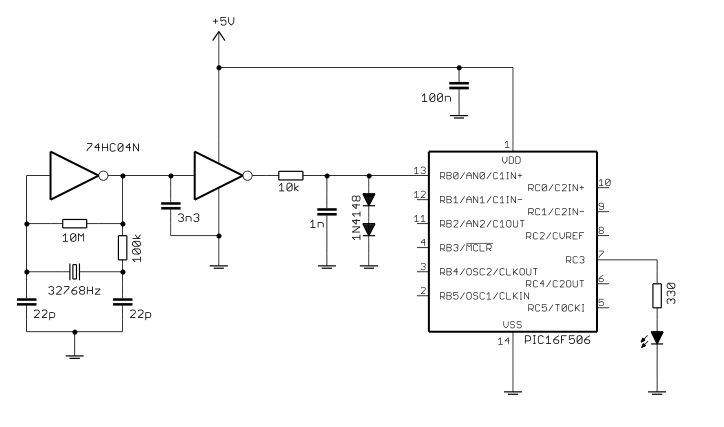 +5V
100n
74HC04N
1
VDD
13
RB0/AN0/C1IN+
10
RC0/C2IN+
10k
12
RB1/AN1/C1IN-
9
RC1/C2IN-
3n3
1n
1N4148
11
RB2/AN2/C1OUT
8
RC2/CVREF
10M
100k
4
RB3/MCLR
7
RC3
3
RB4/OSC2/CLKOUT
6
RC4/C2OUT
32768Hz
2
RB5/OSC1/CLKIN
5
RC5/T0CKI
330
22p
22p
VSS
14
PIC16F506